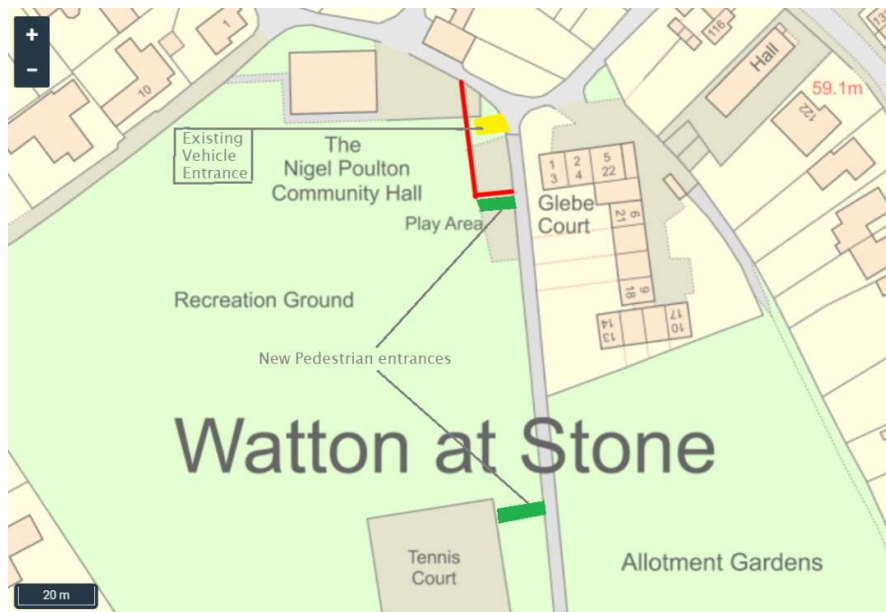 +
−
1
10
116
13
Hall
59.1m
122
Existing
Vehicle
Entrance
The
Nigel Poulton
Community Hall
1 2 5
3 4 22
Glebe
Court
6
21
Play Area
9
18
Recreation Ground
17
10
14
13
New Pedestrian entrances
Watton at Stone
Tennis
Court
Allotment Gardens
20 m